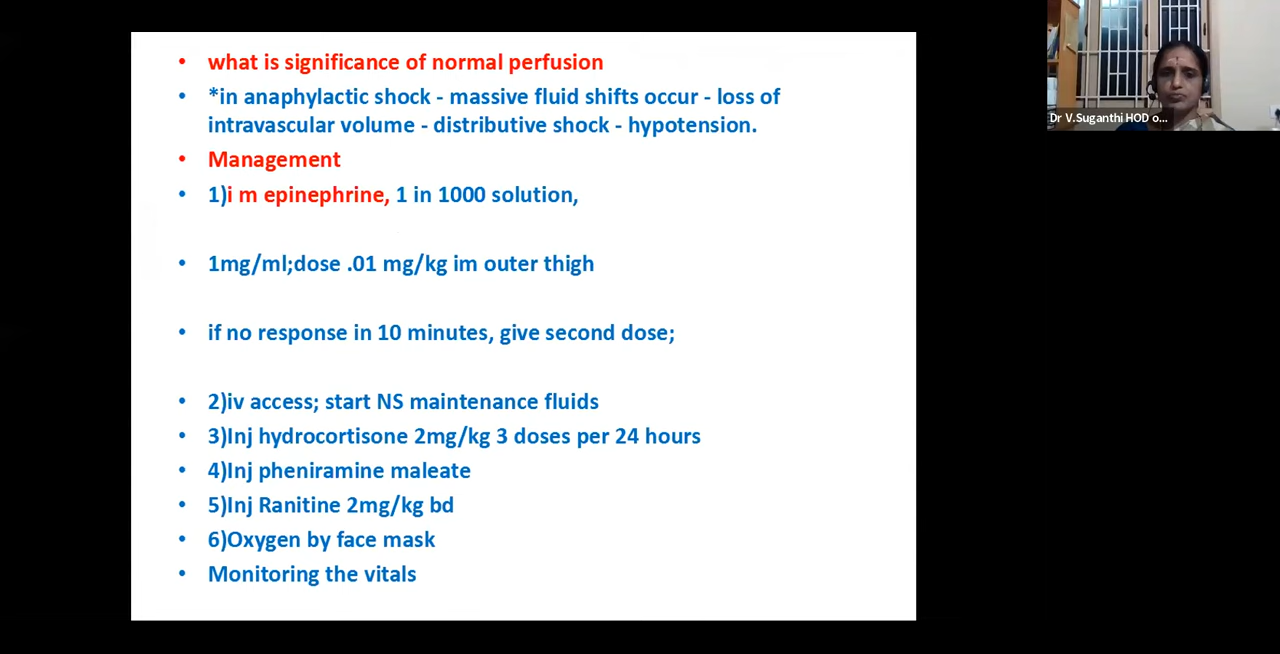 • what is significance of normal perfusion
• *in anaphylactic shock - massive fluid shifts occur - loss of
intravascular volume - distributive shock - hypotension.
• Management
• 1)i m epinephrine, 1 in 1000 solution,
• 1mg/ml;dose .01 mg/kg im outer thigh
• if no response in 10 minutes, give second dose;
• 2)iv access; start NS maintenance fluids
• 3)Inj hydrocortisone 2mg/kg 3 doses per 24 hours
• 4)Inj pheniramine maleate
• 5)Inj Ranitine 2mg/kg bd
• 6)Oxygen by face mask
• Monitoring the vitals
Dr V.Suganthi HOD o...